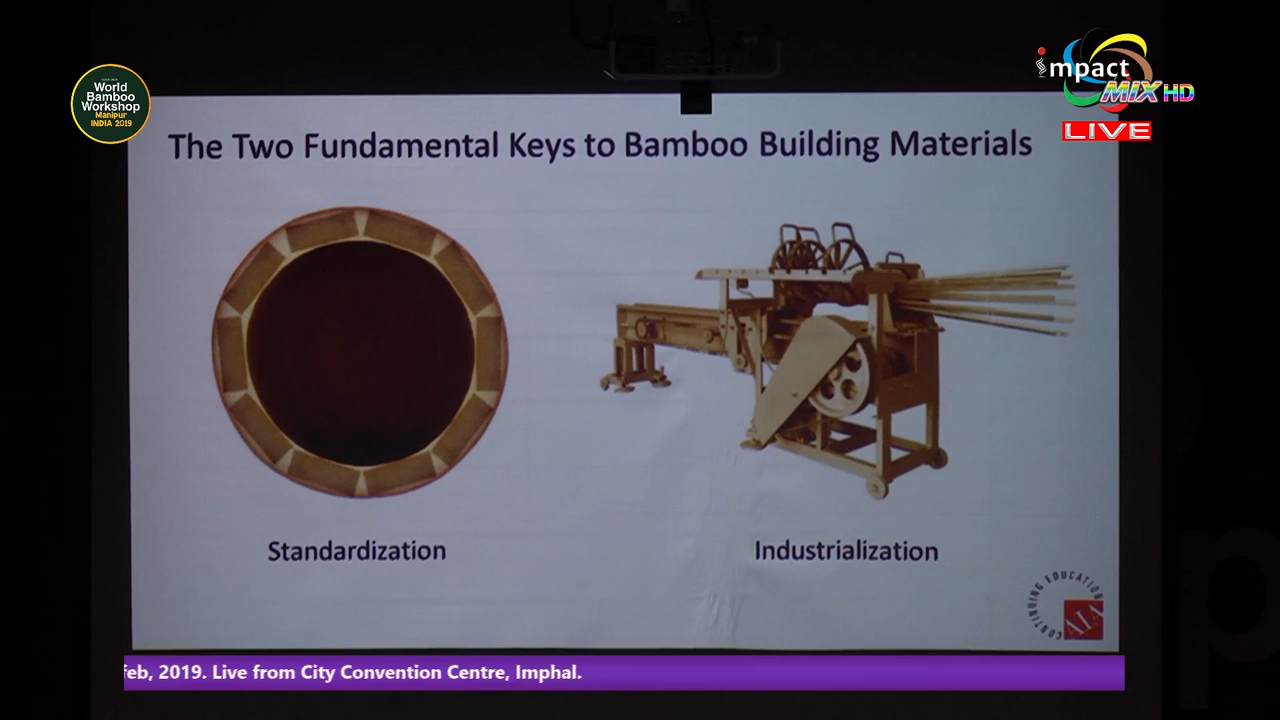 World
Bamboo
Workshop
Manipur
INDIA 2019
impact
MIX HD
LIVE
The Two Fundamental Keys to Bamboo Building Materials
Standardization
Industrialization
CONTINUING EDUCATION
AIA
feb, 2019. Live from City Convention Centre, Imphal.